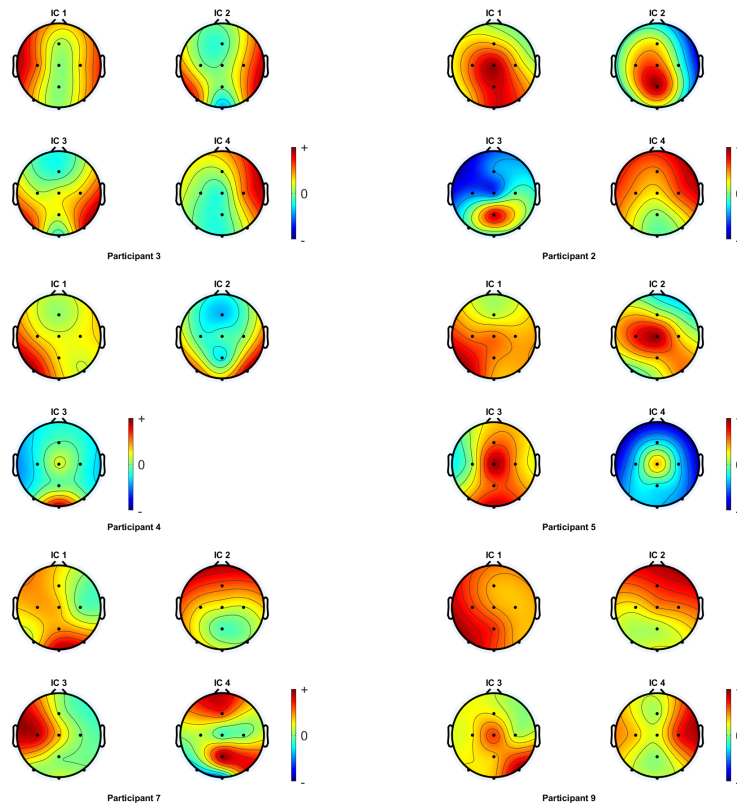 IC 1
IC 2
IC 1
IC 2
IC 3
IC 4
+
0
-
IC 3
IC 4
+
0
-
Participant 3
Participant 2
IC 1
IC 2
IC 1
IC 2
IC 3
+
0
-
IC 3
IC 4
Participant 4
Participant 5
IC 1
IC 2
IC 1
IC 2
IC 3
IC 4
+
0
-
IC 3
IC 4
Participant 7
Participant 9